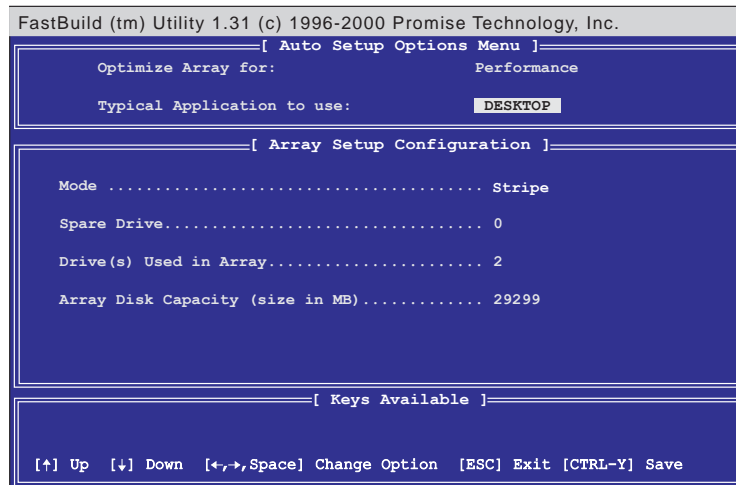 FastBuild (tm) Utility 1.31 (c) 1996-2000 Promise Technology, Inc.
[ Auto Setup Options Menu ]
Optimize Array for: Performance
Typical Application to use: DESKTOP
[ Array Setup Configuration ]
Mode ........................................ Stripe
Spare Drive.................................. 0
Drive(s) Used in Array....................... 2
Array Disk Capacity (size in MB)............. 29299
[ Keys Available ]
[↑] Up [↓] Down [←,→,Space] Change Option [ESC] Exit [CTRL-Y] Save